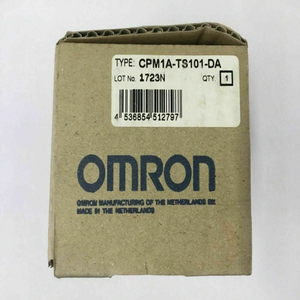 TYPE: CPM1A-TS101-DA
LOT No. 1723N QTY. 1
4 536854 512797
OMRON
OMRON MANUFACTURING OF THE NETHERLANDS BV.
MADE IN THE NETHERLANDS